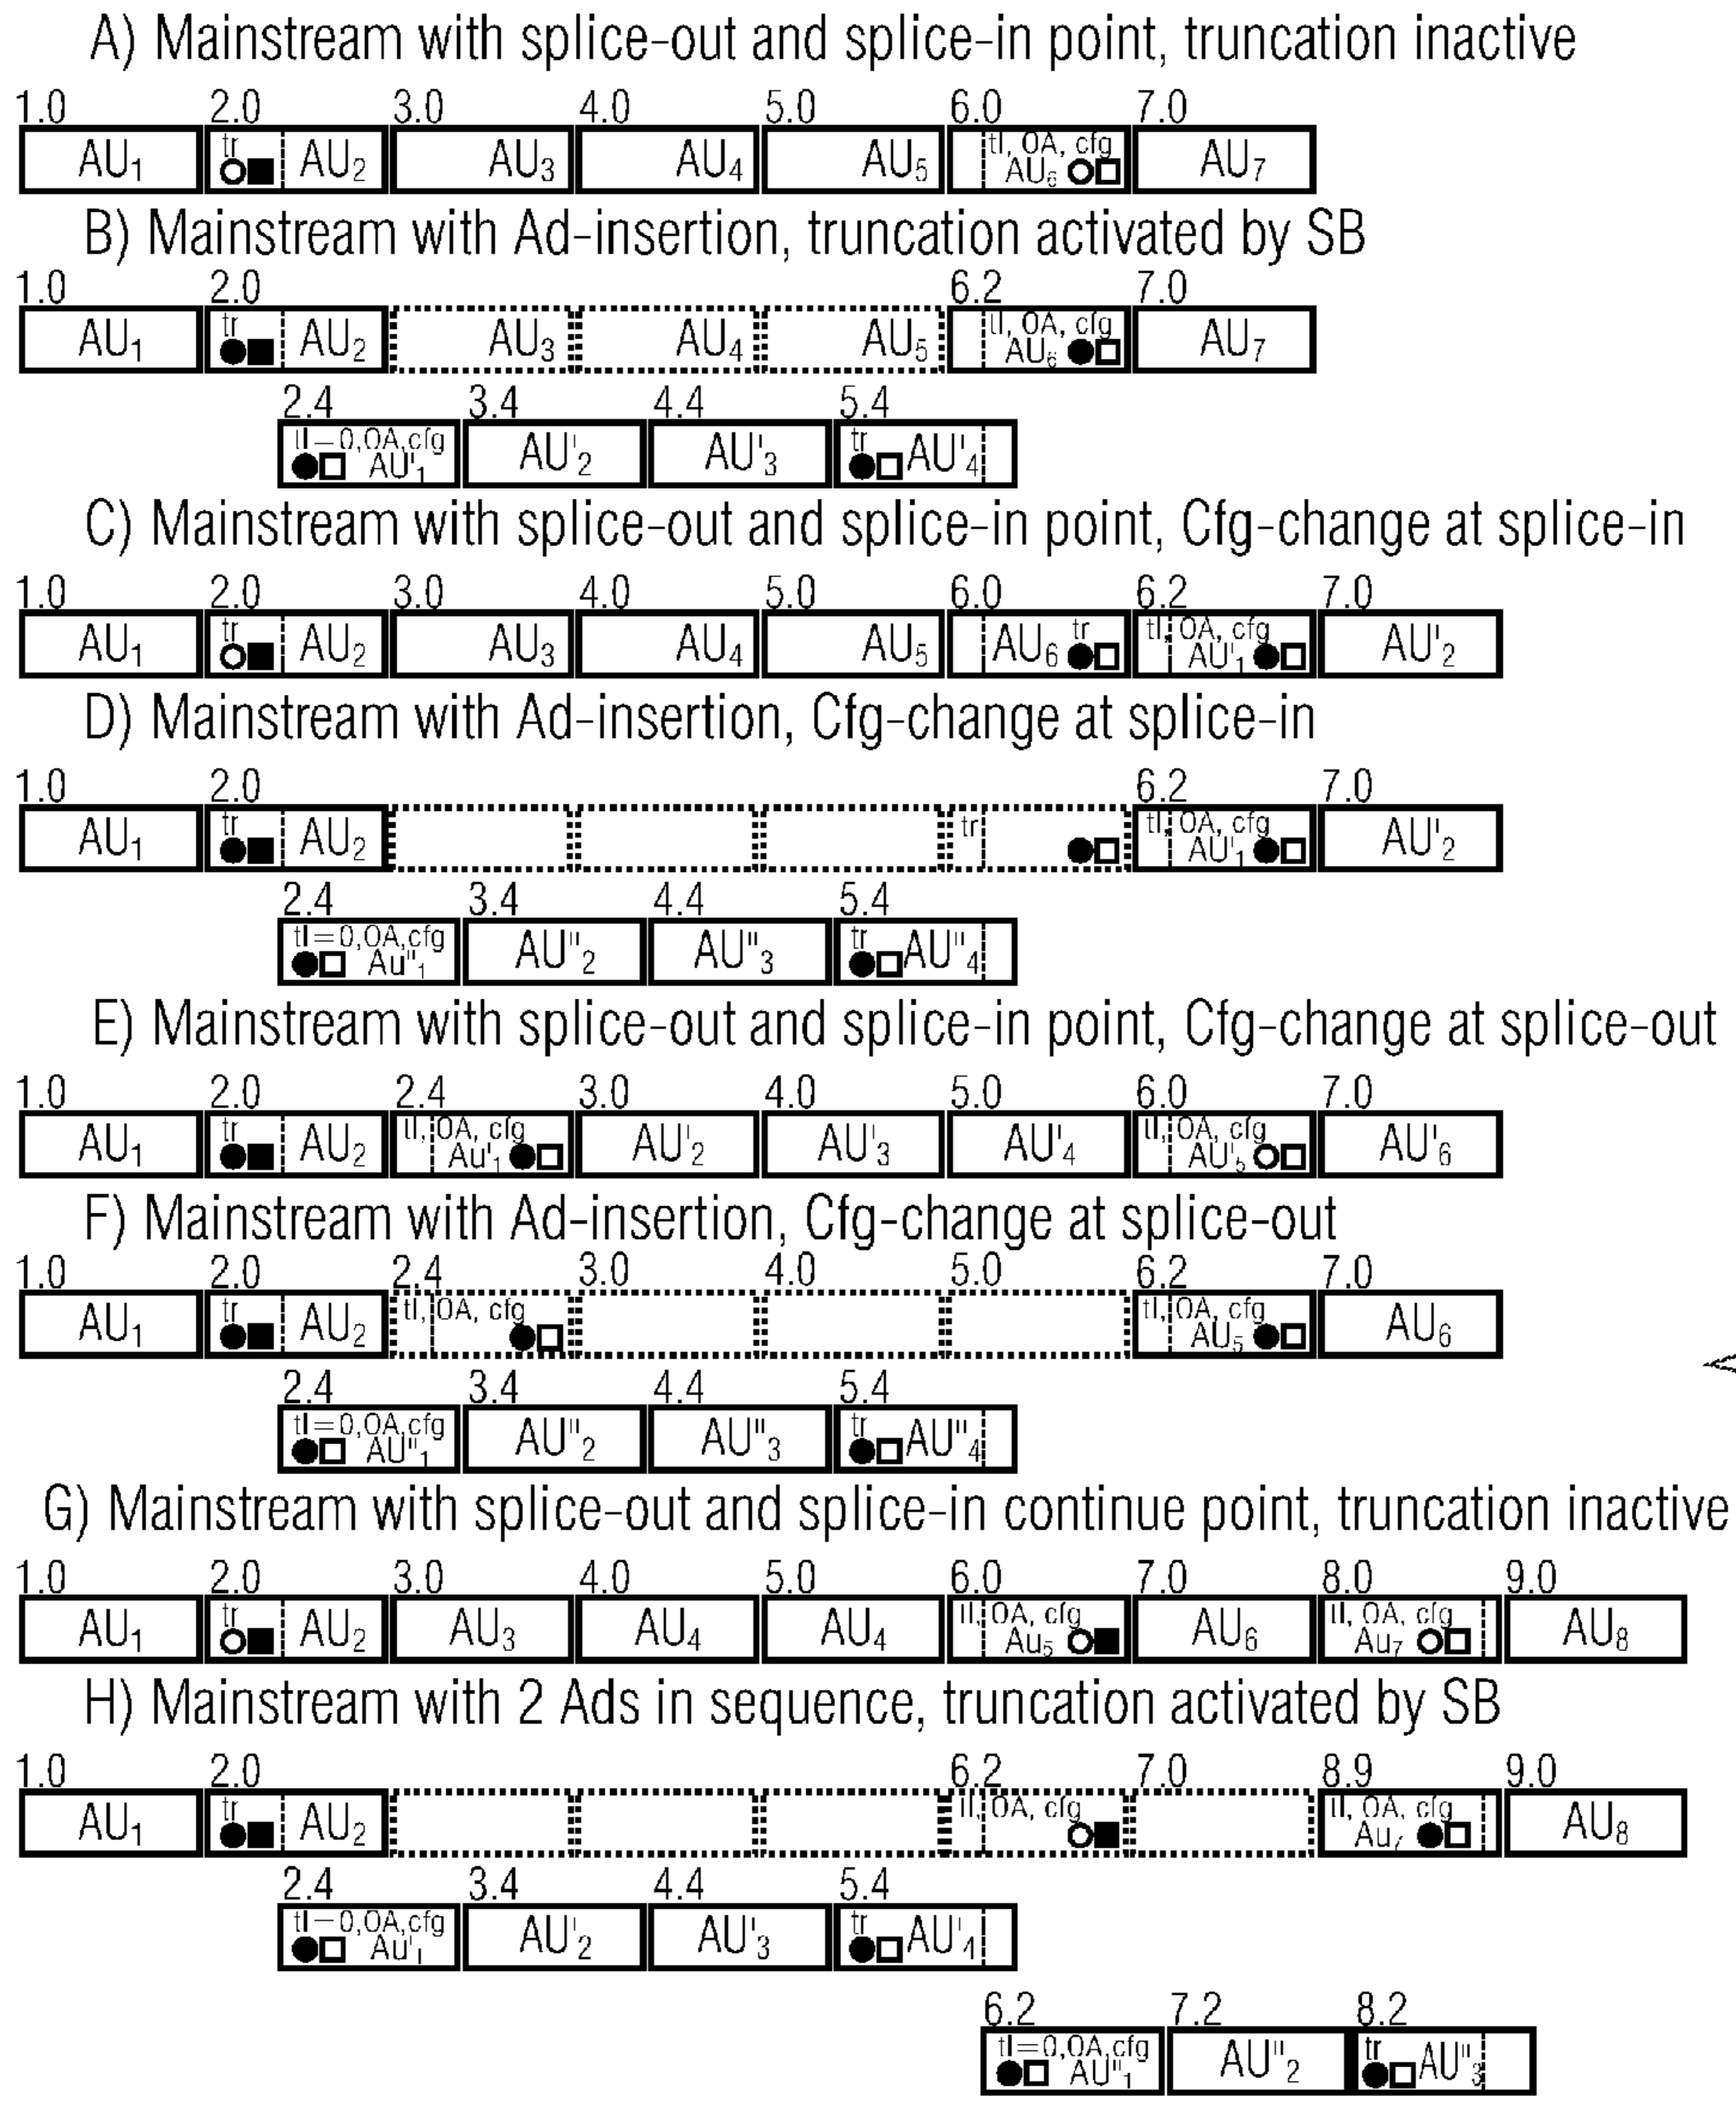 A) Mainstream with splice-out and splice-in point, truncation inactive
1.0 2.0 3.0 4.0 5.0 6.0 7.0
tr tl, OA, cfg
AU1 AU2 AU3 AU4 AU5 AU6 AU7
B) Mainstream with Ad-insertion, truncation activated by SB
1.0 2.0 6.2 7.0
tr tl, OA, cfg
AU1 AU2 AU3 AU4 AU5 AU6 AU7
2.4 3.4 4.4 5.4
tl=0,OA,cfg tr
AU'1 AU'2 AU'3 AU'4
C) Mainstream with splice-out and splice-in point, Cfg-change at splice-in
1.0 2.0 3.0 4.0 5.0 6.0 6.2 7.0
tr tr tl, OA, cfg
AU1 AU2 AU3 AU4 AU5 AU6 AU'1 AU'2
D) Mainstream with Ad-insertion, Cfg-change at splice-in
1.0 2.0 6.2 7.0
tr tr tl, OA, cfg
AU1 AU2 AU'1 AU'2
2.4 3.4 4.4 5.4
tl=0,OA,cfg tr
Au"1 AU"2 AU"3 AU"4
E) Mainstream with splice-out and splice-in point, Cfg-change at splice-out
1.0 2.0 2.4 3.0 4.0 5.0 6.0 7.0
tr tl, OA, cfg tl, OA, cfg
AU1 AU2 Au'1 AU'2 AU'3 AU'4 AU'5 AU'6
F) Mainstream with Ad-insertion, Cfg-change at splice-out
1.0 2.0 2.4 3.0 4.0 5.0 6.2 7.0
tr tl, OA, cfg tl, OA, cfg
AU1 AU2 AU5 AU6
2.4 3.4 4.4 5.4
tl=0,OA,cfg tr
AU"1 AU"2 AU"3 AU"4
G) Mainstream with splice-out and splice-in continue point, truncation inactive
1.0 2.0 3.0 4.0 5.0 6.0 7.0 8.0 9.0
tr tl, OA, cfg tl, OA, cfg
AU1 AU2 AU3 AU4 AU4 Au5 AU6 Au7 AU8
H) Mainstream with 2 Ads in sequence, truncation activated by SB
1.0 2.0 6.2 7.0 8.9 9.0
tr tl, OA, cfg tl, OA, cfg
AU1 AU2 Au7 AU8
2.4 3.4 4.4 5.4
tl=0,OA,cfg tr
Au'1 AU'2 AU'3 AU'4
6.2 7.2 8.2
tl=0,OA,cfg tr
AU"1 AU"2 AU"3